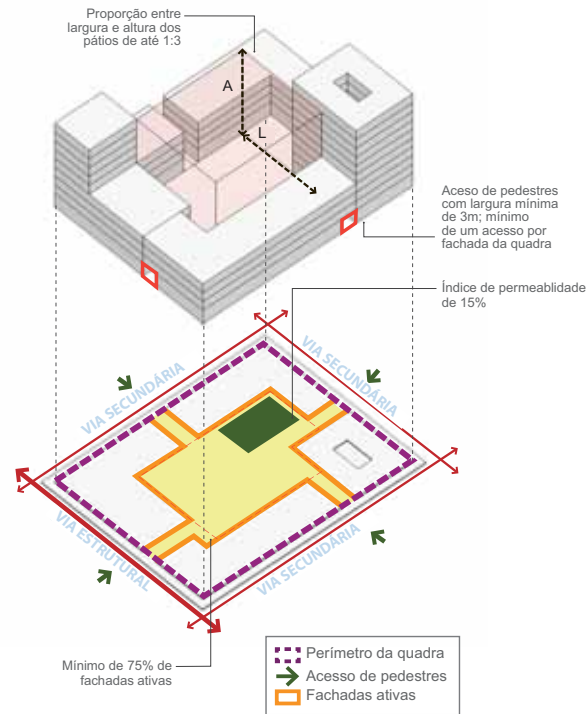 Proporção entre
largura e altura dos
pátios de até 1:3
A
L
Aceso de pedestres
com largura mínima
de 3m; mínimo
de um acesso por
fachada da quadra
Índice de permeablidade
de 15%
VIA SECUNDÁRIA
VIA SECUNDÁRIA
VIA ESTRUTURAL
VIA SECUNDÁRIA
Mínimo de 75% de
fachadas ativas
Perímetro da quadra
Acesso de pedestres
Fachadas ativas